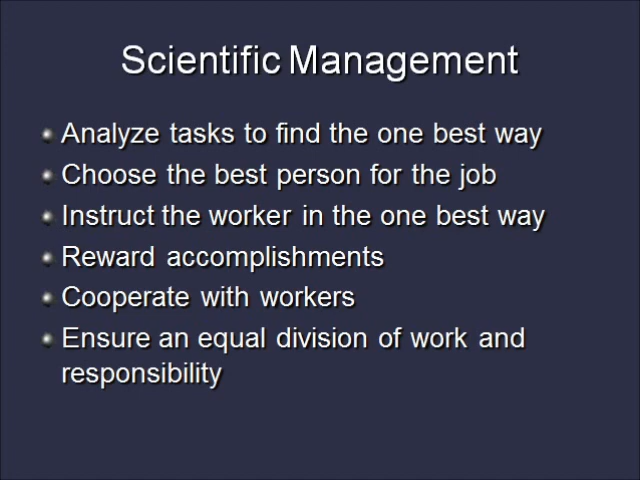 Scientific Management
Analyze tasks to find the one best way
Choose the best person for the job
Instruct the worker in the one best way
Reward accomplishments
Cooperate with workers
Ensure an equal division of work and
responsibility